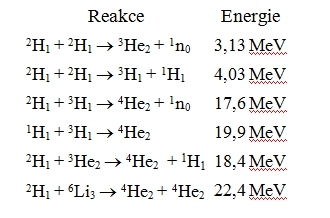 Reakce Energie
²H₁ + ²H₁ → ³He₂ + ¹n₀ 3,13 MeV
²H₁ + ²H₁ → ³H₁ + ¹H₁ 4,03 MeV
²H₁ + ³H₁ → ⁴He₂ + ¹n₀ 17,6 MeV
¹H₁ + ³H₁ → ⁴He₂ 19,9 MeV
²H₁ + ³He₂ → ⁴He₂ + ¹H₁ 18,4 MeV
²H₁ + ⁶Li₃ → ⁴He₂ + ⁴He₂ 22,4 MeV